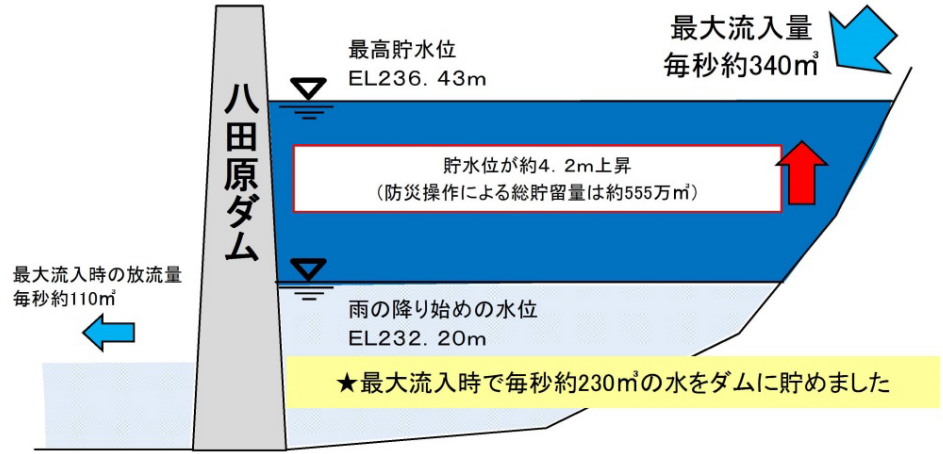 最大流入量
毎秒約340㎥
最高貯水位
EL236．43m
八田原ダム
貯水位が約4．2m上昇
（防災操作による総貯留量は約555万㎥）
最大流入時の放流量
毎秒約110㎥
雨の降り始めの水位
EL232．20m
★最大流入時で毎秒約230㎥の水をダムに貯めました